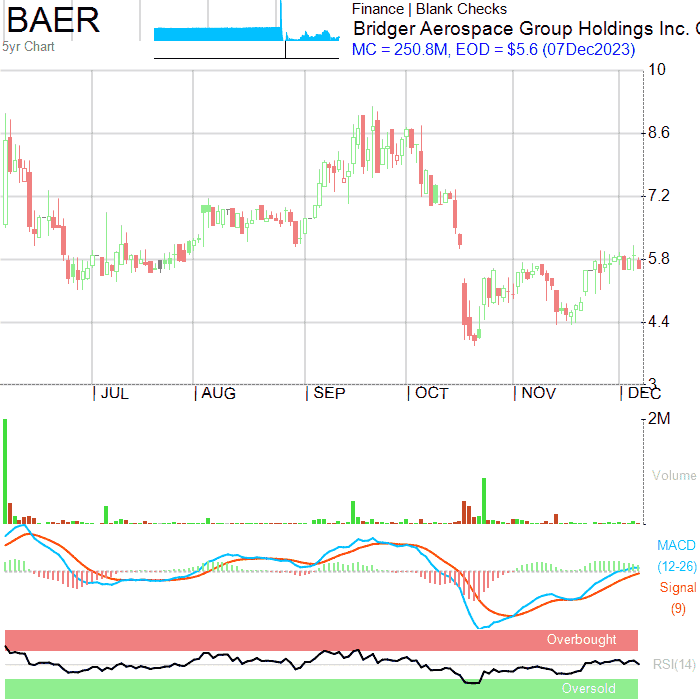 BAER
5yr Chart
Finance | Blank Checks
Bridger Aerospace Group Holdings Inc.
MC = 250.8M, EOD = $5.6 (07Dec2023)
10
8.6
7.2
5.8
4.4
3
JUL AUG SEP OCT NOV DEC
2M
Volume
MACD
(12-26)
Signal
(9)
Overbought
RSI(14)
Oversold